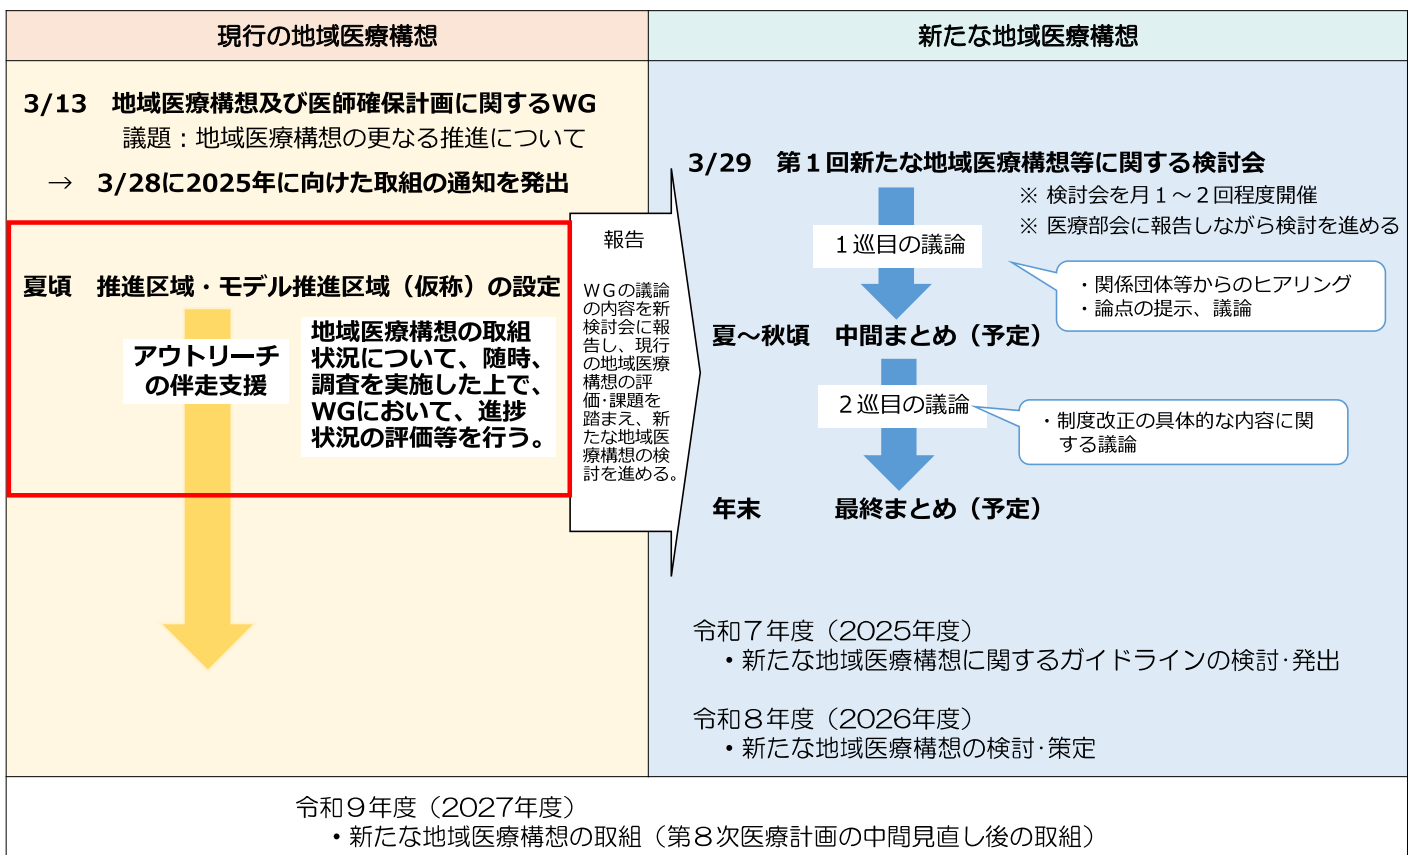 現行の地域医療構想
新たな地域医療構想
3/13　地域医療構想及び医師確保計画に関するWG
議題：地域医療構想の更なる推進について
→　3/28に2025年に向けた取組の通知を発出
夏頃　推進区域・モデル推進区域（仮称）の設定
アウトリーチ
の伴走支援
地域医療構想の取組
状況について、随時、
調査を実施した上で、
WGにおいて、進捗
状況の評価等を行う。
報告
ＷＧの議論
の内容を新
検討会に報
告し、現行
の地域医療
構想の評
価･課題を
踏まえ、新
たな地域医
療構想の検
討を進める。
3/29　第１回新たな地域医療構想等に関する検討会
※ 検討会を月１～２回程度開催
※ 医療部会に報告しながら検討を進める
１巡目の議論
・関係団体等からのヒアリング
・論点の提示、議論
夏～秋頃　中間まとめ（予定）
２巡目の議論
・制度改正の具体的な内容に関
する議論
年末　　　最終まとめ（予定）
令和７年度（2025年度）
・新たな地域医療構想に関するガイドラインの検討･発出
令和８年度（2026年度）
・新たな地域医療構想の検討･策定
令和９年度（2027年度）
・新たな地域医療構想の取組（第８次医療計画の中間見直し後の取組）